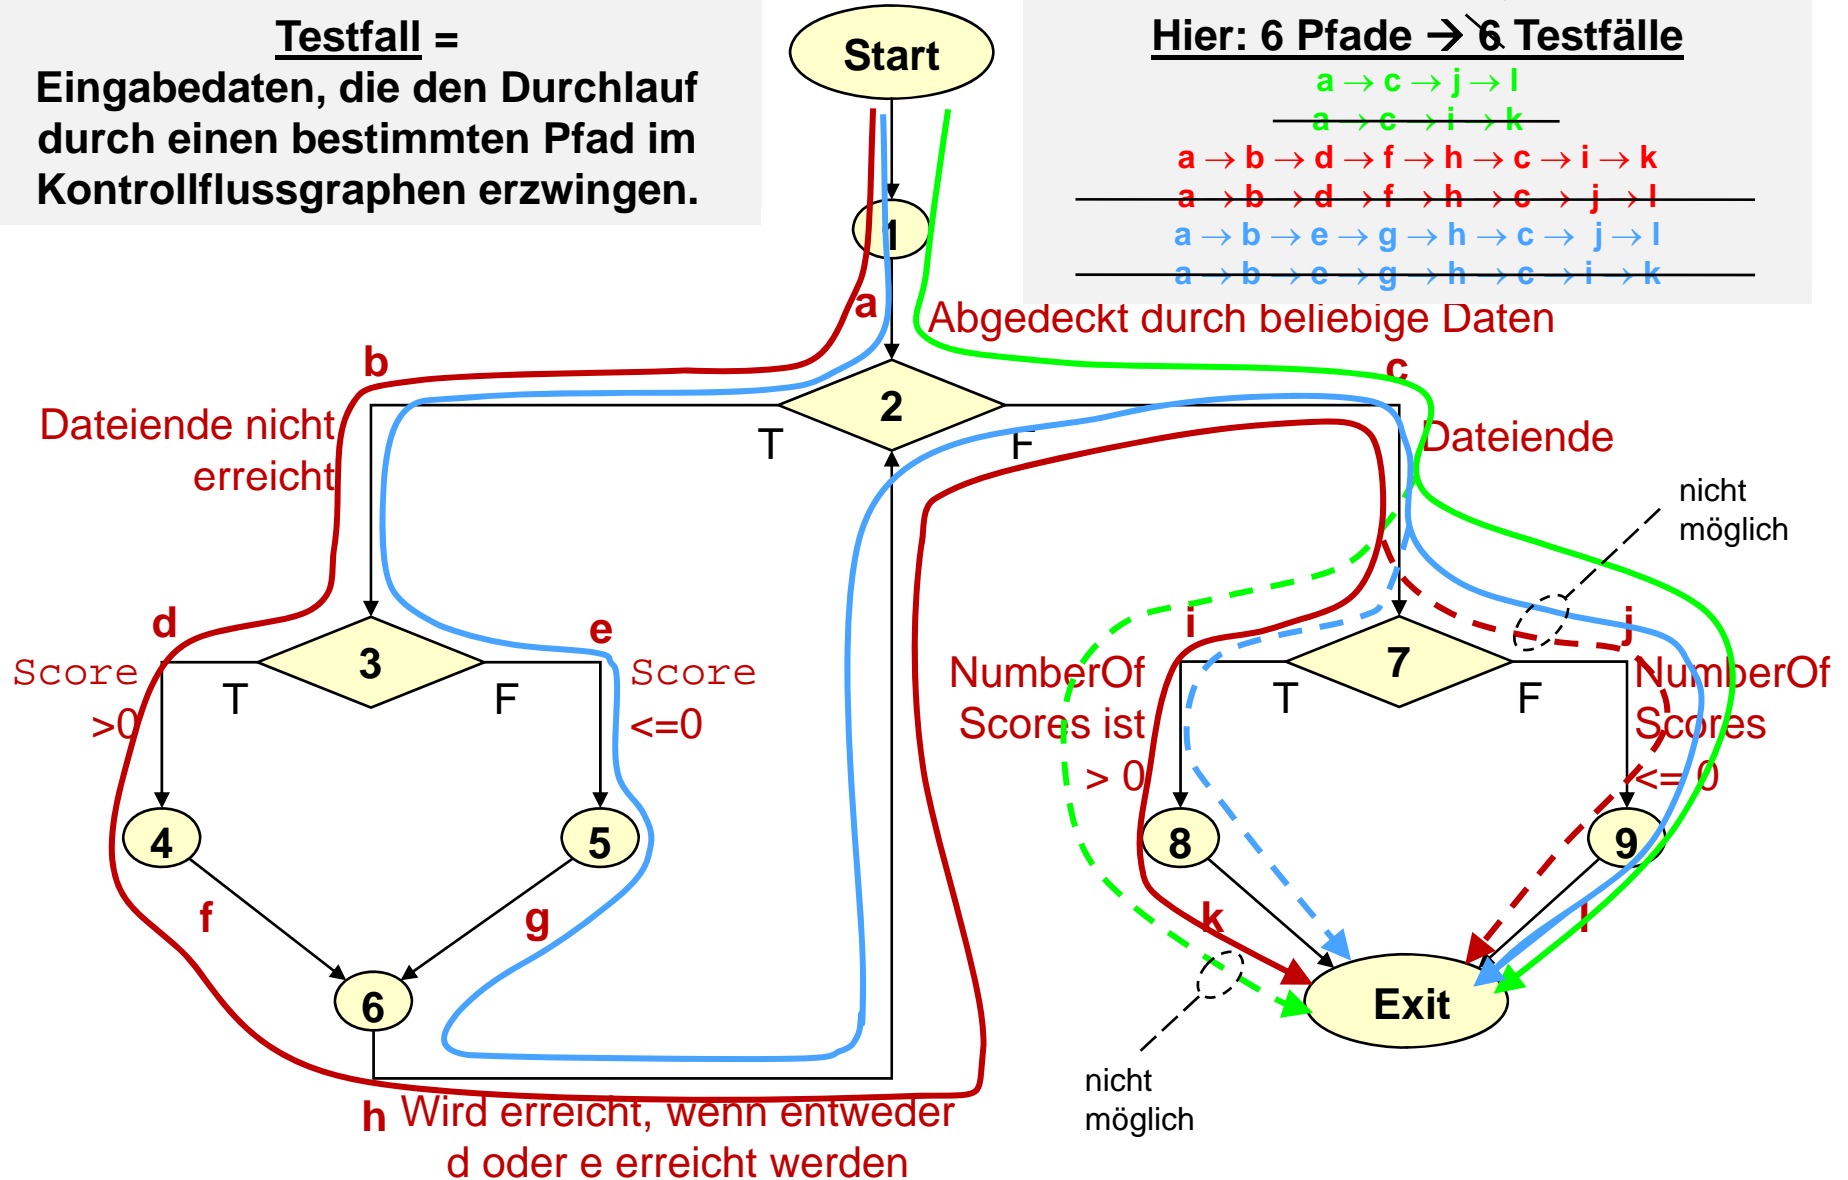 Testfall =
Eingabedaten, die den Durchlauf
durch einen bestimmten Pfad im
Kontrollflussgraphen erzwingen.
Start
Hier: 6 Pfade → 6 Testfälle
a → c → j → l
a → c → i → k
a → b → d → f → h → c → i → k
a → b → d → f → h → c → j → l
a → b → e → g → h → c → j → l
a → b → e → g → h → c → i → k
1
a
Abgedeckt durch beliebige Daten
b
c
2
T
F
Dateiende nicht
erreicht
Dateiende
nicht
möglich
d
e
i
j
3
T
F
Score
>0
Score
<=0
7
T
F
NumberOf
Scores ist
> 0
NumberOf
Scores
<= 0
4
5
8
9
f
g
k
l
6
Exit
nicht
möglich
h
Wird erreicht, wenn entweder
d oder e erreicht werden